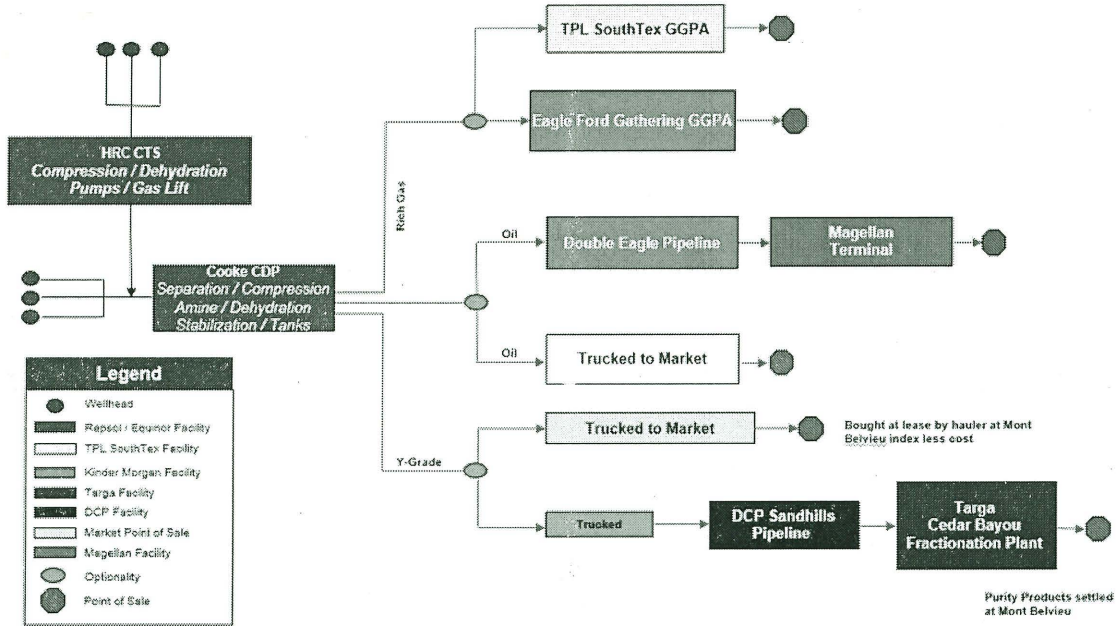 TPL SouthTex GGPA
Eagle Ford Gathering GGPA
HRC CTS
Compression / Dehydration
Pumps / Gas Lift
Rich Gas
Oil
Double Eagle Pipeline
Magellan
Terminal
Cooke CDP
Separation / Compression
Amine / Dehydration
Stabilization / Tanks
Oil
Trucked to Market
Legend
Wellhead
Repsol / Equinor Facility
TPL SouthTex Facility
Kinder Morgan Facility
Targa Facility
DCP Facility
Market Point of Sale
Magellan Facility
Optionality
Point of Sale
Y-Grade
Trucked to Market
Bought at lease by hauler at Mont
Belvieu index less cost
Trucked
DCP Sandhills
Pipeline
Targa
Cedar Bayou
Fractionation Plant
Purity Products settled
at Mont Belvieu